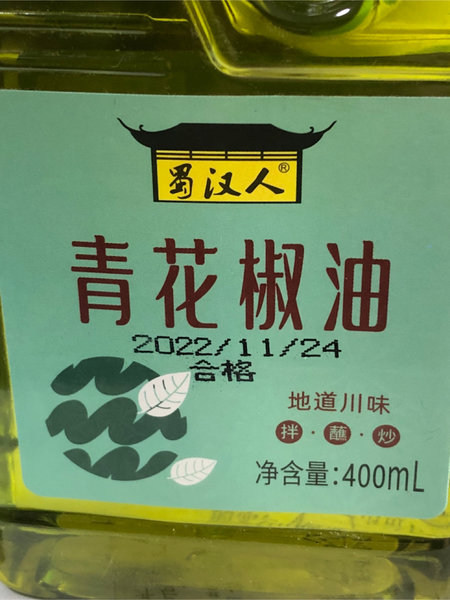 蜀汉人®
青花椒油
2022/11/24
合格
地道川味
拌·蘸·炒
净含量:400mL